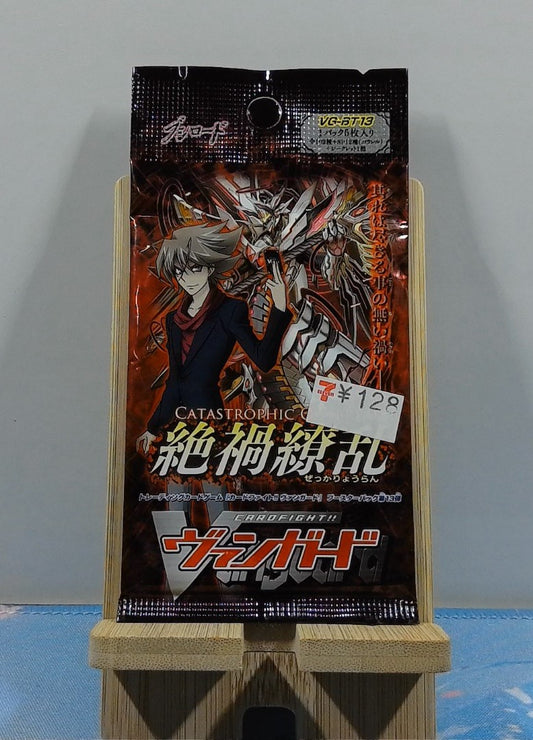 ブシロード
VG-BT13
1パック5枚入り
CATASTROPHIC
7
¥128
絶禍繚乱
ぜっかりょうらん
トレーディングカードゲーム「カードファイト!! ヴァンガード」 ブースターパック第13弾
CARDFIGHT!!
ヴァンガード
Vanguard